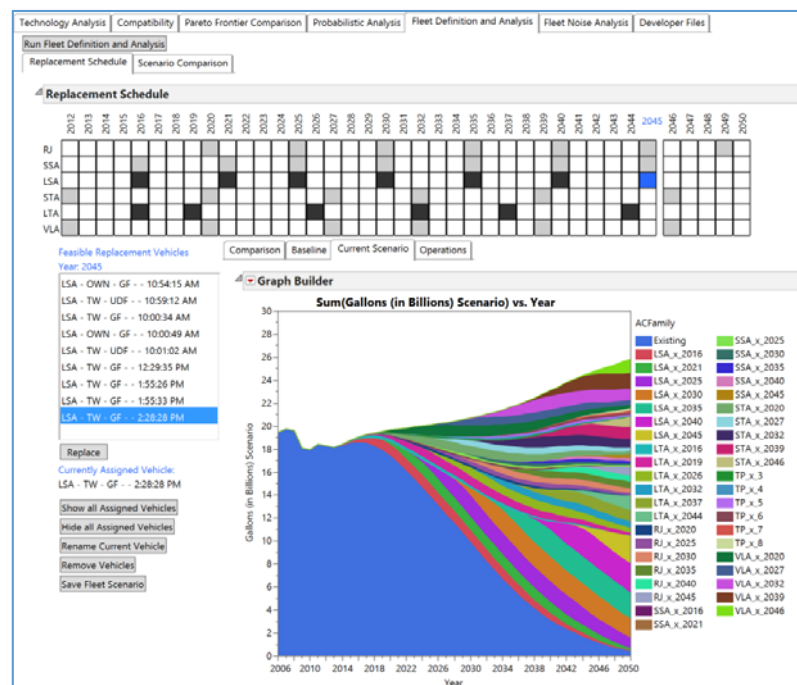 Technology Analysis Compatibility Pareto Frontier Comparison Probabilistic Analysis Fleet Definition and Analysis Fleet Noise Analysis Developer Files
Run Fleet Definition and Analysis
Replacement Schedule Scenario Comparison
Replacement Schedule
2012 2013 2014 2015 2016 2017 2018 2019 2020 2021 2022 2023 2024 2025 2026 2027 2028 2029 2030 2031 2032 2033 2034 2035 2036 2037 2038 2039 2040 2041 2042 2043 2044 2045 2046 2047 2048 2049 2050
RJ
SSA
LSA
STA
LTA
VLA
Feasible Replacement Vehicles
Year: 2045
LSA - OWN - GF - - 10:54:15 AM
LSA - TW - UDF - - 10:59:12 AM
LSA - TW - GF - - 10:00:34 AM
LSA - OWN - GF - - 10:00:49 AM
LSA - TW - UDF - - 10:01:02 AM
LSA - TW - GF - - 12:29:35 PM
LSA - TW - GF - - 1:55:26 PM
LSA - TW - GF - - 1:55:33 PM
LSA - TW - GF - - 2:28:28 PM
Replace
Currently Assigned Vehicle:
LSA - TW - GF - - 2:28:28 PM
Show all Assigned Vehicles
Hide all Assigned Vehicles
Rename Current Vehicle
Remove Vehicles
Save Fleet Scenario
Comparison Baseline Current Scenario Operations
Graph Builder
Sum(Gallons (in Billions) Scenario) vs. Year
Gallons (in Billions) Scenario
30
28
26
24
22
20
18
16
14
12
10
8
6
4
2
0
2006 2010 2014 2018 2022 2026 2030 2034 2038 2042 2046 2050
Year
ACFamily
Existing
LSA_x_2016
LSA_x_2021
LSA_x_2025
LSA_x_2030
LSA_x_2035
LSA_x_2040
LSA_x_2045
LTA_x_2016
LTA_x_2019
LTA_x_2026
LTA_x_2032
LTA_x_2037
LTA_x_2044
RJ_x_2020
RJ_x_2025
RJ_x_2030
RJ_x_2035
RJ_x_2040
RJ_x_2045
SSA_x_2016
SSA_x_2021
SSA_x_2025
SSA_x_2030
SSA_x_2035
SSA_x_2040
SSA_x_2045
STA_x_2020
STA_x_2027
STA_x_2032
STA_x_2039
STA_x_2046
TP_x_3
TP_x_4
TP_x_5
TP_x_6
TP_x_7
TP_x_8
VLA_x_2020
VLA_x_2027
VLA_x_2032
VLA_x_2039
VLA_x_2046